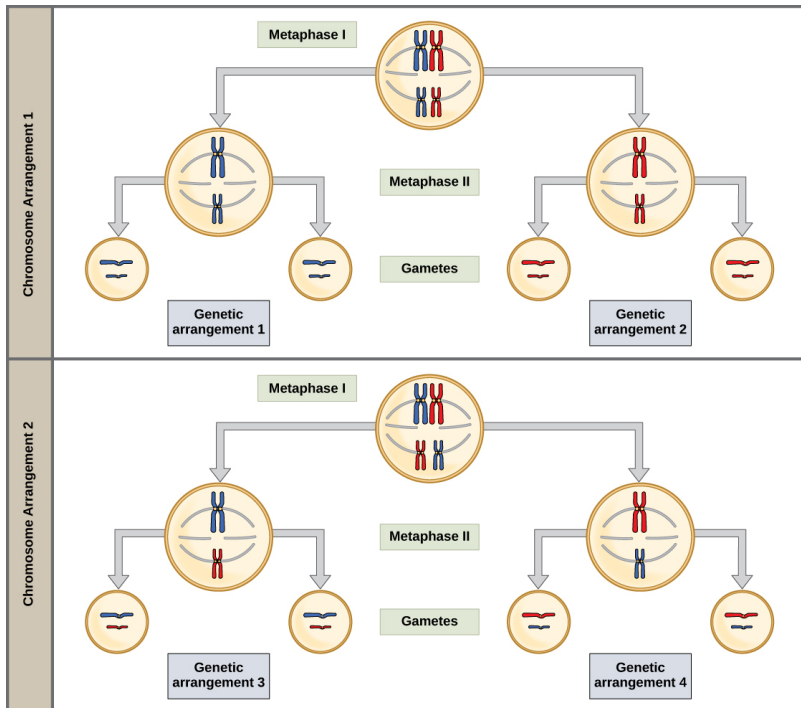 Chromosome Arrangement 1
Metaphase I
Metaphase II
Gametes
Genetic
arrangement 1
Genetic
arrangement 2
Chromosome Arrangement 2
Metaphase I
Metaphase II
Gametes
Genetic
arrangement 3
Genetic
arrangement 4